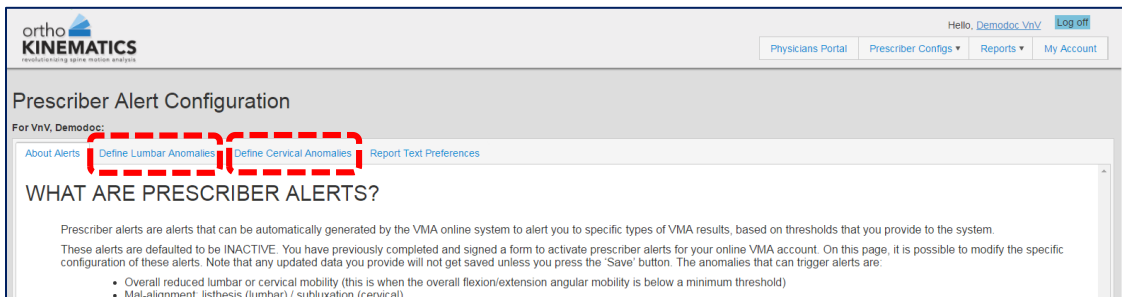 ortho
KINEMATICS
revolutionizing spine motion analysis
Hello, Demodoc VnV Log off
Physicians Portal Prescriber Configs ▾ Reports ▾ My Account
Prescriber Alert Configuration
For VnV, Demodoc:
About Alerts Define Lumbar Anomalies Define Cervical Anomalies Report Text Preferences
WHAT ARE PRESCRIBER ALERTS?
Prescriber alerts are alerts that can be automatically generated by the VMA online system to alert you to specific types of VMA results, based on thresholds that you provide to the system.
These alerts are defaulted to be INACTIVE. You have previously completed and signed a form to activate prescriber alerts for your online VMA account. On this page, it is possible to modify the specific
configuration of these alerts. Note that any updated data you provide will not get saved unless you press the 'Save' button. The anomalies that can trigger alerts are:
• Overall reduced lumbar or cervical mobility (this is when the overall flexion/extension angular mobility is below a minimum threshold)
• Mal-alignment: listhesis (lumbar) / subluxation (cervical)